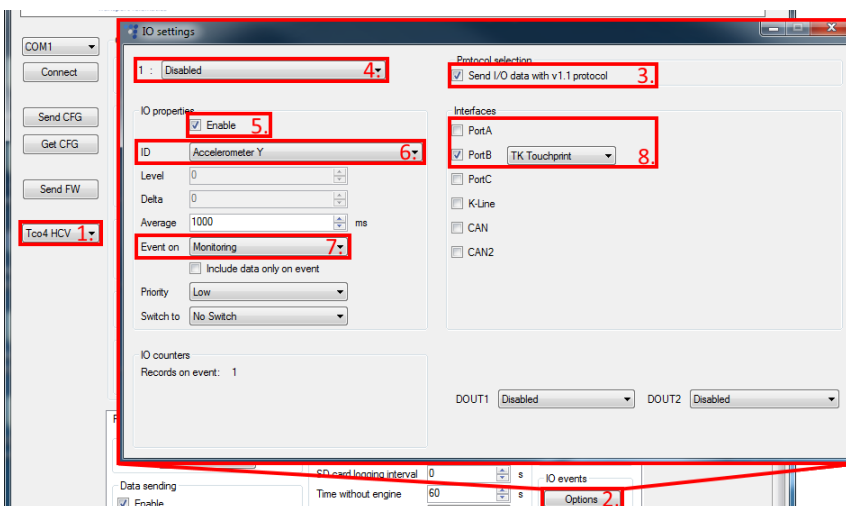 IO settings
COM1
Connect
Send CFG
Get CFG
Send FW
Tco4 HCV 1.
1 : Disabled 4.
Protocol selection
Send I/O data with v1.1 protocol 3.
IO properties
Enable 5.
ID Accelerometer Y 6.
Level 0
Delta 0
Average 1000 ms
Event on Monitoring 7.
Include data only on event
Priority Low
Switch to No Switch
Interfaces
PortA
PortB TK Touchprint 8.
PortC
K-Line
CAN
CAN2
IO counters
Records on event: 1
DOUT1 Disabled DOUT2 Disabled
Data sending
Enable
SD card logging interval 0 s
Time without engine 60 s
IO events
Options 2.